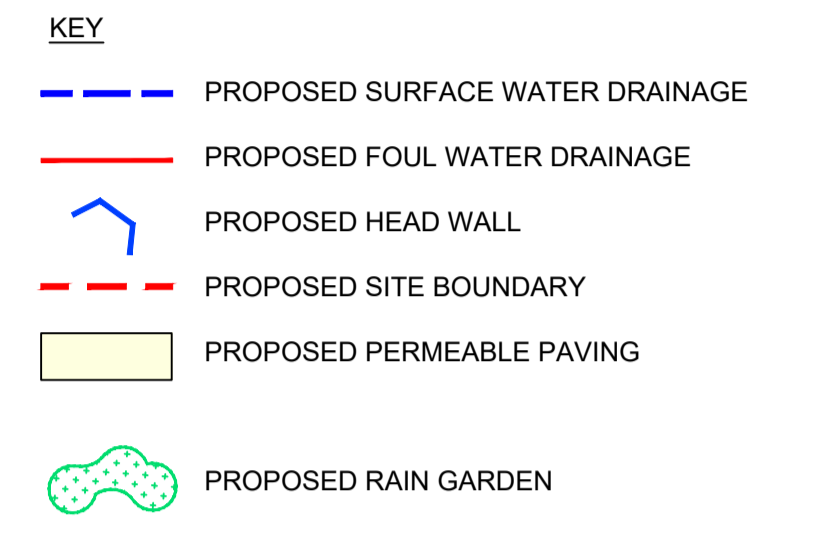 KEY
PROPOSED SURFACE WATER DRAINAGE
PROPOSED FOUL WATER DRAINAGE
PROPOSED HEAD WALL
PROPOSED SITE BOUNDARY
PROPOSED PERMEABLE PAVING
PROPOSED RAIN GARDEN